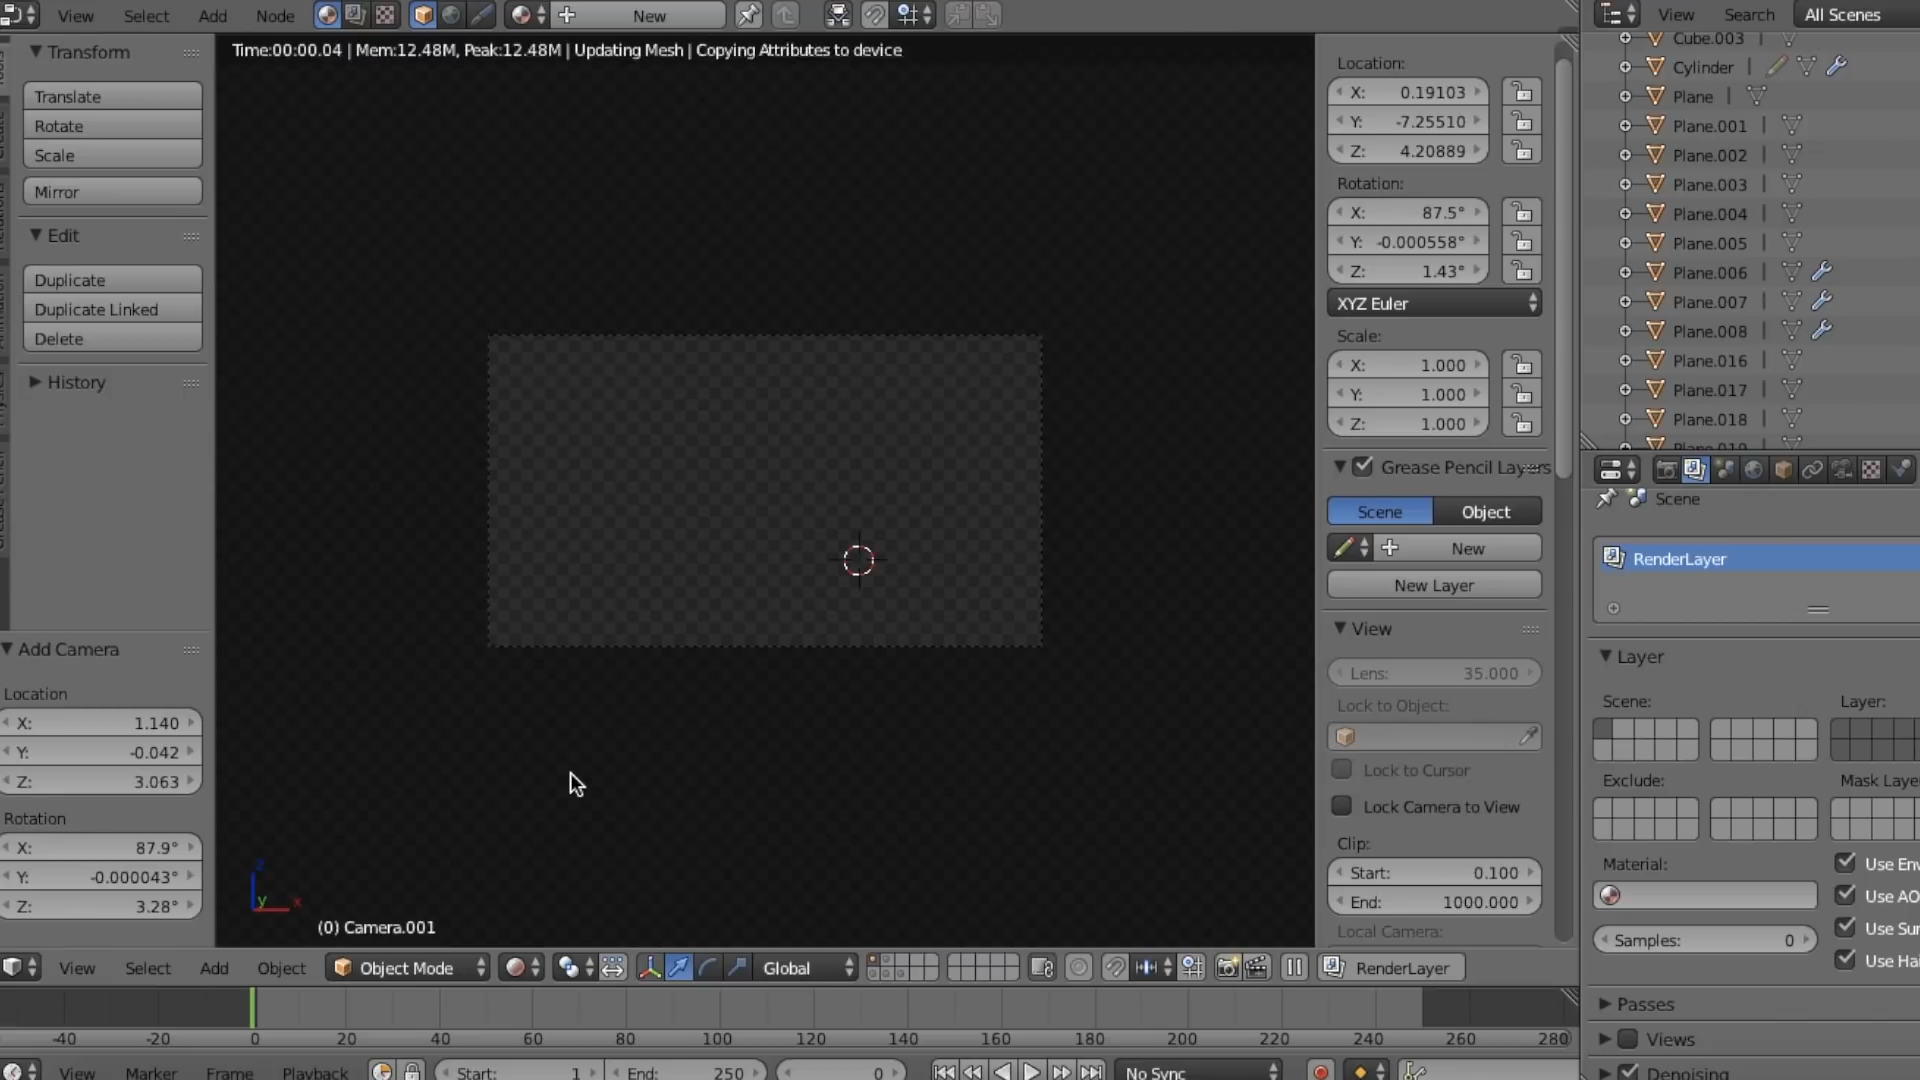 View Select Add Node New
Time:00:00.04 | Mem:12.48M, Peak:12.48M | Updating Mesh | Copying Attributes to device
Transform
Translate
Rotate
Scale
Mirror
Edit
Duplicate
Duplicate Linked
Delete
History
Add Camera
Location
X: 1.140
Y: -0.042
Z: 3.063
Rotation
X: 87.9°
Y: -0.000043°
Z: 3.28°
z
y x
(0) Camera.001
Location:
X: 0.19103
Y: -7.25510
Z: 4.20889
Rotation:
X: 87.5°
Y: -0.000558°
Z: 1.43°
XYZ Euler
Scale:
X: 1.000
Y: 1.000
Z: 1.000
Grease Pencil Layers
Scene Object
New
New Layer
View
Lens: 35.000
Lock to Object:
Lock to Cursor
Lock Camera to View
Clip:
Start: 0.100
End: 1000.000
Local Camera:
View Search All Scenes
Cube.003
Cylinder
Plane
Plane.001
Plane.002
Plane.003
Plane.004
Plane.005
Plane.006
Plane.007
Plane.008
Plane.016
Plane.017
Plane.018
Plane.019
Scene
RenderLayer
Layer
Scene: Layer:
Exclude: Mask Laye
Material:
Use Env
Use AO
Samples: 0
Use Sur
Use Hai
Passes
Views
Denoising
View Select Add Object Object Mode Global RenderLayer
-40 -20 0 20 40 60 80 100 120 140 160 180 200 220 240 260 280
View Marker Frame Playback Start: 1 End: 250 0 No Sync